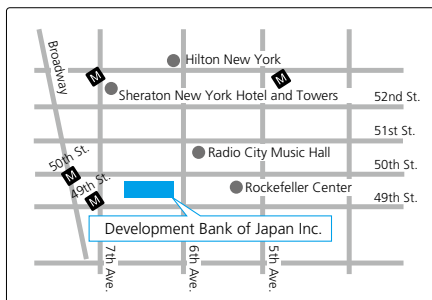 Broadway
Hilton New York
M
M
Sheraton New York Hotel and Towers
52nd St.
51st St.
50th St.
Radio City Music Hall
50th St.
M
49th St.
M
Rockefeller Center
49th St.
Development Bank of Japan Inc.
7th Ave.
6th Ave.
5th Ave.